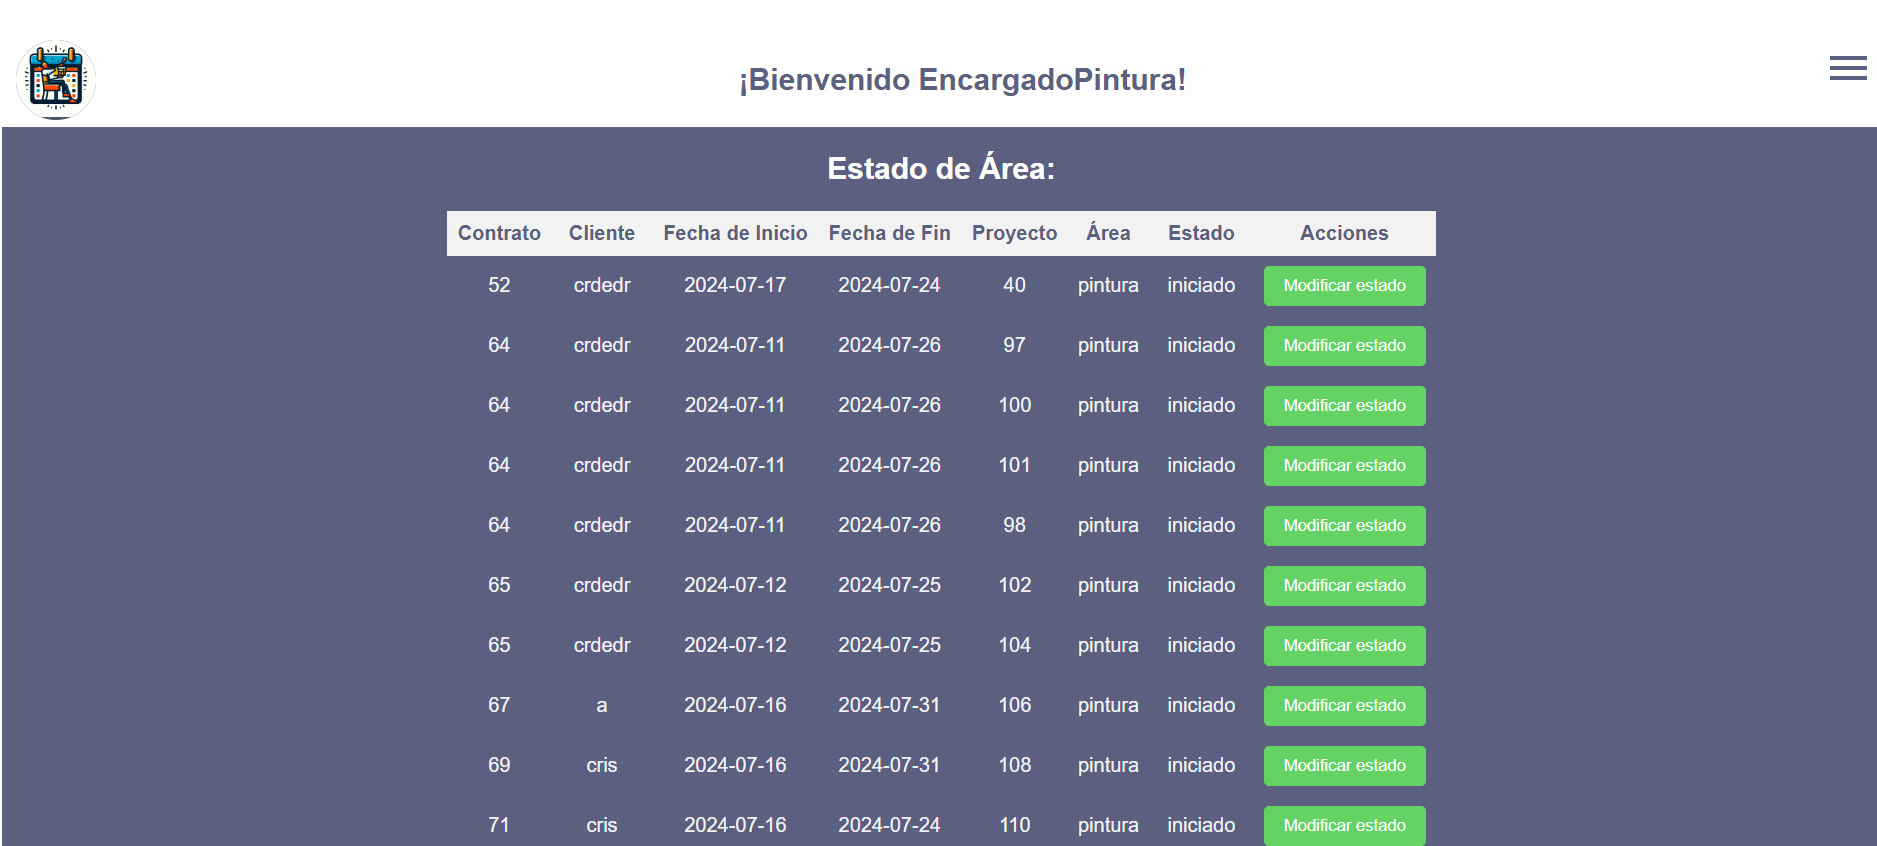 ¡Bienvenido EncargadoPintura!
Estado de Área:
Contrato Cliente Fecha de Inicio Fecha de Fin Proyecto Área Estado Acciones
52 crdedr 2024-07-17 2024-07-24 40 pintura iniciado Modificar estado
64 crdedr 2024-07-11 2024-07-26 97 pintura iniciado Modificar estado
64 crdedr 2024-07-11 2024-07-26 100 pintura iniciado Modificar estado
64 crdedr 2024-07-11 2024-07-26 101 pintura iniciado Modificar estado
64 crdedr 2024-07-11 2024-07-26 98 pintura iniciado Modificar estado
65 crdedr 2024-07-12 2024-07-25 102 pintura iniciado Modificar estado
65 crdedr 2024-07-12 2024-07-25 104 pintura iniciado Modificar estado
67 a 2024-07-16 2024-07-31 106 pintura iniciado Modificar estado
69 cris 2024-07-16 2024-07-31 108 pintura iniciado Modificar estado
71 cris 2024-07-16 2024-07-24 110 pintura iniciado Modificar estado